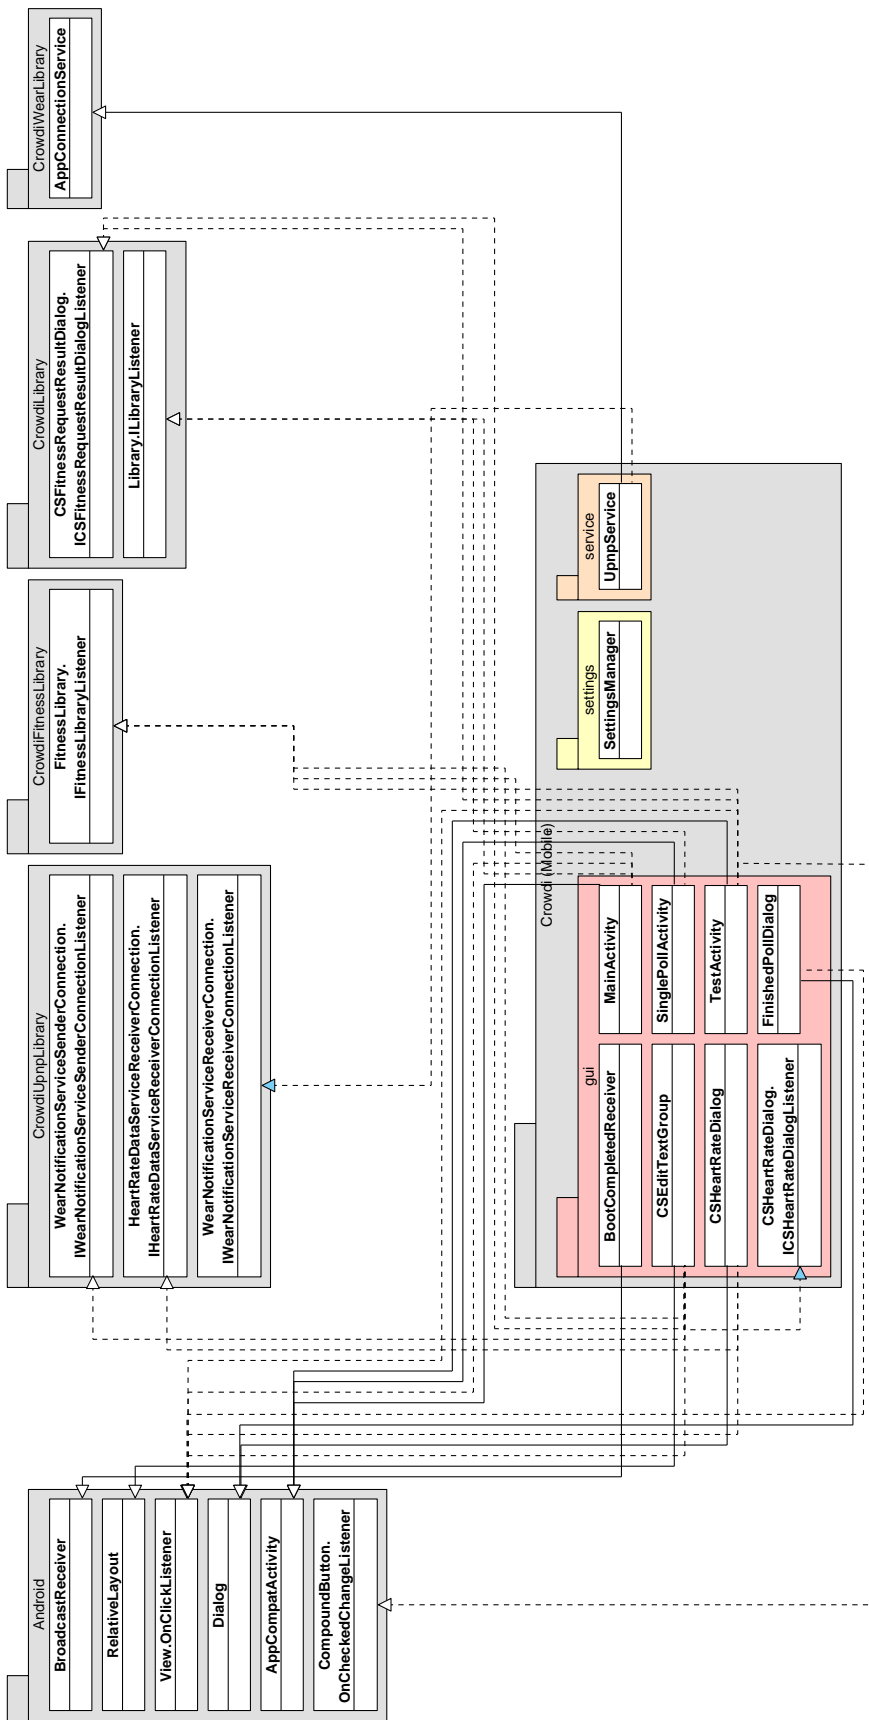 Android
BroadcastReceiver
RelativeLayout
View.OnClickListener
Dialog
AppCompatActivity
CompoundButton.
OnCheckedChangeListener
CrowdiUpnpLibrary
WearNotificationServiceSenderConnection.
IWearNotificationServiceSenderConnectionListener
HeartRateDataServiceReceiverConnection.
IHeartRateDataServiceReceiverConnectionListener
WearNotificationServiceReceiverConnection.
IWearNotificationServiceReceiverConnectionListener
CrowdiFitnessLibrary
FitnessLibrary.
IFitnessLibraryListener
CrowdiLibrary
CSFitnessRequestResultDialog.
ICSFitnessRequestResultDialogListener
Library.ILibraryListener
CrowdiWearLibrary
AppConnectionService
Crowdi (Mobile)
gui
BootCompletedReceiver
CSEditTextGroup
CSHeartRateDialog
CSHeartRateDialog.
ICSHeartRateDialogListener
MainActivity
SinglePollActivity
TestActivity
FinishedPollDialog
settings
SettingsManager
service
UpnpService